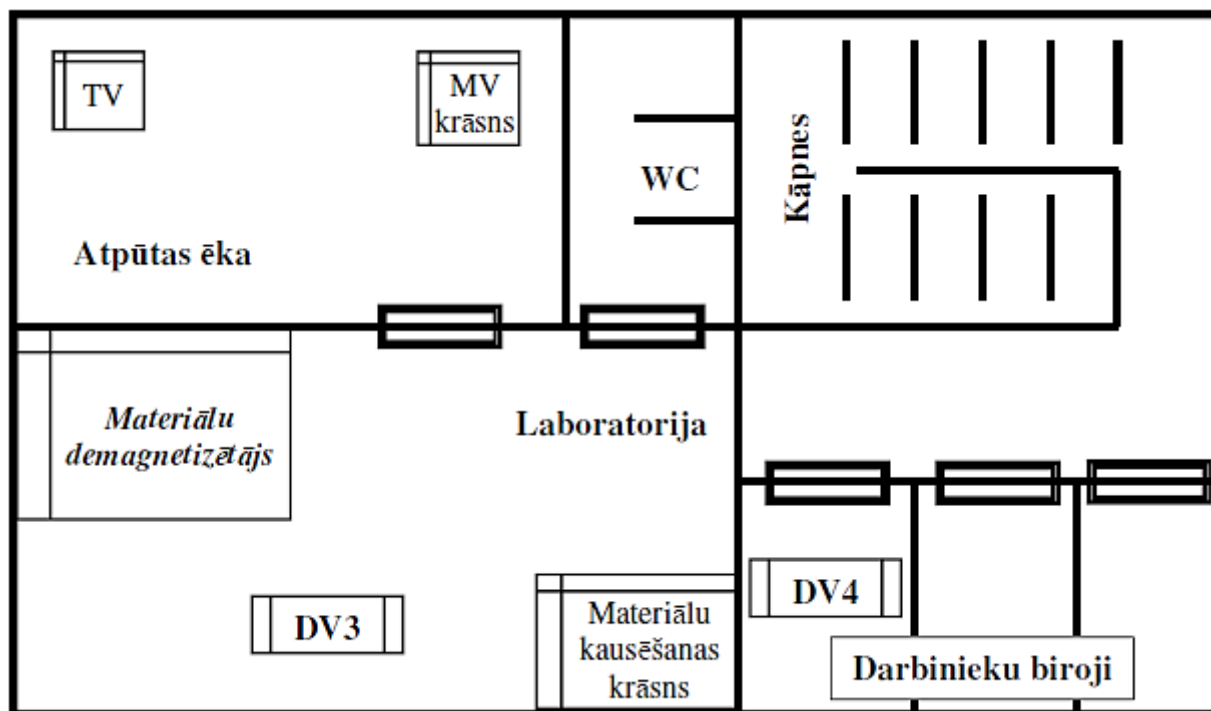 TV
MV
krāsns
WC
Kāpnes
Atpūtas ēka
Materiālu
demagnetizētājs
Laboratorija
DV3
Materiālu
kausēšanas
krāsns
DV4
Darbinieku biroji